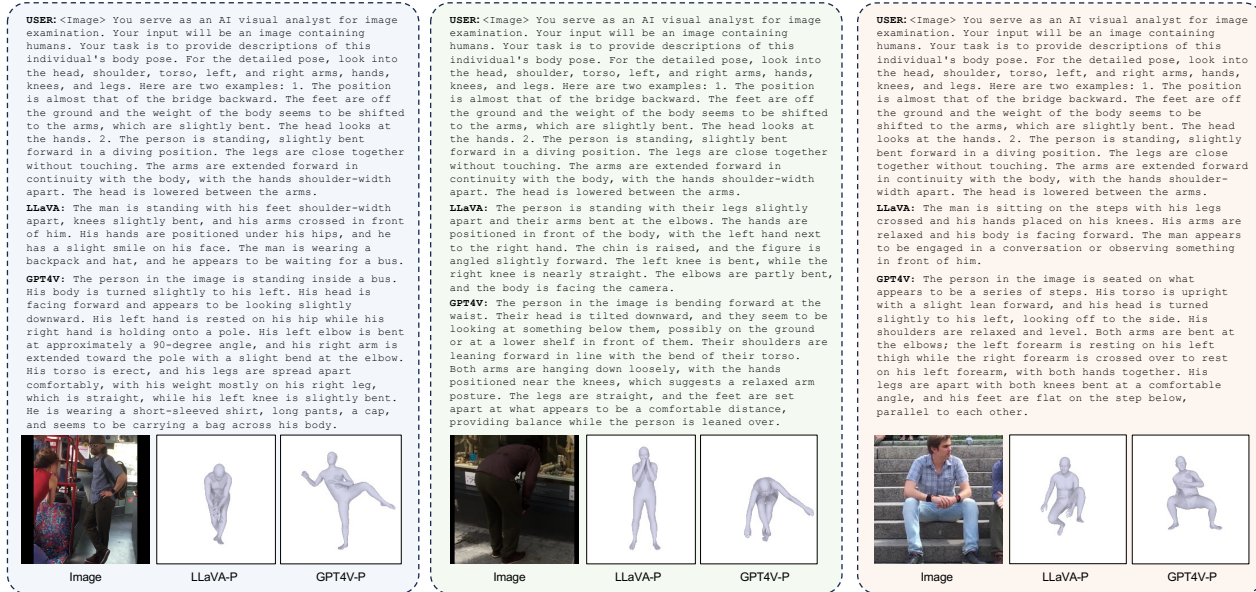 USER: <Image> You serve as an AI visual analyst for image
examination. Your input will be an image containing
humans. Your task is to provide descriptions of this
individual's body pose. For the detailed pose, look into
the head, shoulder, torso, left, and right arms, hands,
knees, and legs. Here are two examples: 1. The position
is almost that of the bridge backward. The feet are off
the ground and the weight of the body seems to be shifted
to the arms, which are slightly bent. The head looks at
the hands. 2. The person is standing, slightly bent
forward in a diving position. The legs are close together
without touching. The arms are extended forward in
continuity with the body, with the hands shoulder-width
apart. The head is lowered between the arms.
LLaVA: The man is standing with his feet shoulder-width
apart, knees slightly bent, and his arms crossed in front
of him. His hands are positioned under his hips, and he
has a slight smile on his face. The man is wearing a
backpack and hat, and he appears to be waiting for a bus.
GPT4V: The person in the image is standing inside a bus.
His body is turned slightly to his left. His head is
facing forward and appears to be looking slightly
downward. His left hand is rested on his hip while his
right hand is holding onto a pole. His left elbow is bent
at approximately a 90-degree angle, and his right arm is
extended toward the pole with a slight bend at the elbow.
His torso is erect, and his legs are spread apart
comfortably, with his weight mostly on his right leg,
which is straight, while his left knee is slightly bent.
He is wearing a short-sleeved shirt, long pants, a cap,
and seems to be carrying a bag across his body.
Image
LLaVA-P
GPT4V-P
USER: <Image> You serve as an AI visual analyst for image
examination. Your input will be an image containing
humans. Your task is to provide descriptions of this
individual's body pose. For the detailed pose, look into
the head, shoulder, torso, left, and right arms, hands,
knees, and legs. Here are two examples: 1. The position
is almost that of the bridge backward. The feet are off
the ground and the weight of the body seems to be shifted
to the arms, which are slightly bent. The head looks at
the hands. 2. The person is standing, slightly bent
forward in a diving position. The legs are close together
without touching. The arms are extended forward in
continuity with the body, with the hands shoulder-width
apart. The head is lowered between the arms.
LLaVA: The person is standing with their legs slightly
apart and their arms bent at the elbows. The hands are
positioned in front of the body, with the left hand next
to the right hand. The chin is raised, and the figure is
angled slightly forward. The left knee is bent, while the
right knee is nearly straight. The elbows are partly bent,
and the body is facing the camera.
GPT4V: The person in the image is bending forward at the
waist. Their head is tilted downward, and they seem to be
looking at something below them, possibly on the ground
or at a lower shelf in front of them. Their shoulders are
leaning forward in line with the bend of their torso.
Both arms are hanging down loosely, with the hands
positioned near the knees, which suggests a relaxed arm
posture. The legs are straight, and the feet are set
apart at what appears to be a comfortable distance,
providing balance while the person is leaned over.
Image
LLaVA-P
GPT4V-P
USER: <Image> You serve as an AI visual analyst for image
examination. Your input will be an image containing
humans. Your task is to provide descriptions of this
individual's body pose. For the detailed pose, look into
the head, shoulder, torso, left, and right arms, hands,
knees, and legs. Here are two examples: 1. The position
is almost that of the bridge backward. The feet are off
the ground and the weight of the body seems to be
shifted to the arms, which are slightly bent. The head
looks at the hands. 2. The person is standing, slightly
bent forward in a diving position. The legs are close
together without touching. The arms are extended forward
in continuity with the body, with the hands shoulder-
width apart. The head is lowered between the arms.
LLaVA: The man is sitting on the steps with his legs
crossed and his hands placed on his knees. His arms are
relaxed and his body is facing forward. The man appears
to be engaged in a conversation or observing something
in front of him.
GPT4V: The person in the image is seated on what
appears to be a series of steps. His torso is upright
with a slight lean forward, and his head is turned
slightly to his left, looking off to the side. His
shoulders are relaxed and level. Both arms are bent at
the elbows; the left forearm is resting on his left
thigh while the right forearm is crossed over to rest
on his left forearm, with both hands together. His
legs are apart with both knees bent at a comfortable
angle, and his feet are flat on the step below,
parallel to each other.
Image
LLaVA-P
GPT4V-P